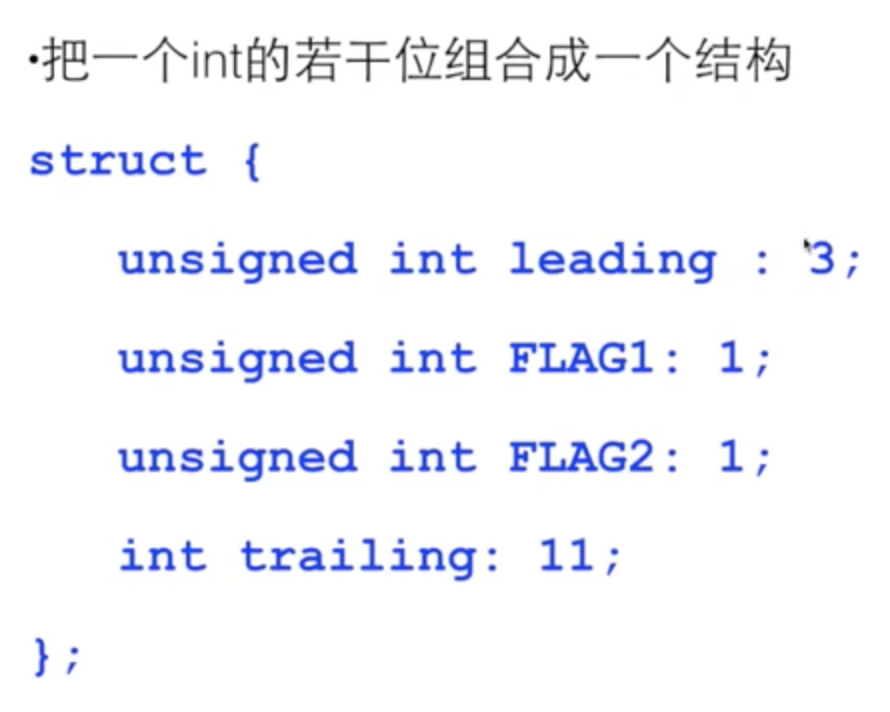 •把一个int的若干位组合成一个结构
struct {
unsigned int leading : 3;
unsigned int FLAG1: 1;
unsigned int FLAG2: 1;
int trailing: 11;
};